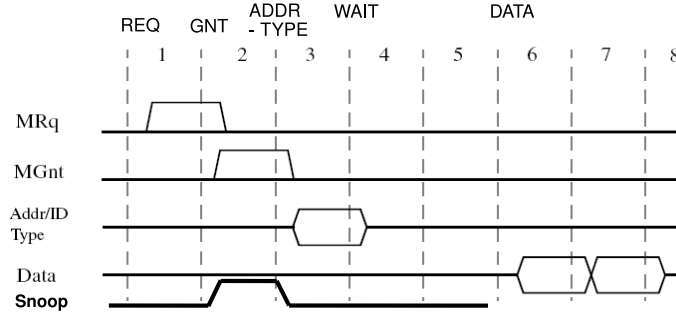 REQ GNT ADDR - TYPE WAIT DATA
1 2 3 4 5 6 7 8
MRq
MGnt
Addr/ID
Type
Data
Snoop